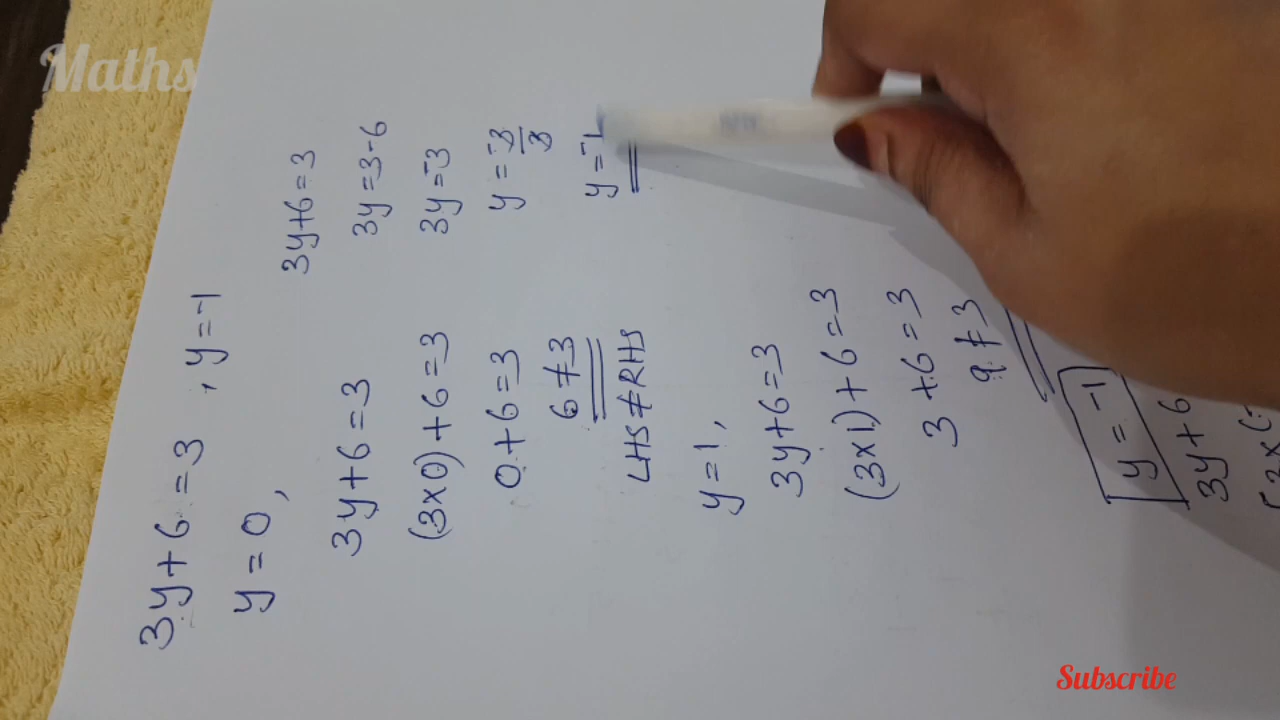 Maths
3y+6=3 , y=-1
y=0,
3y+6=3
(3x0)+6=3
0+6=3
6≠3
LHS≠RHS
y=1,
3y+6=3
(3x1)+6=3
3+6=3
9≠3
y=-1
3y+6
(3x(-
3y+6=3
3y=3-6
3y=-3
y=-3/3
y=-1
Subscribe